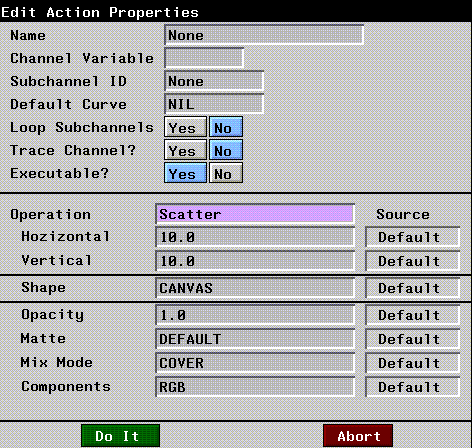 Edit Action Properties
Name None
Channel Variable
Subchannel ID None
Default Curve NIL
Loop Subchannels Yes No
Trace Channel? Yes No
Executable? Yes No
Operation Scatter Source
Hozizontal 10.0 Default
Vertical 10.0 Default
Shape CANVAS Default
Opacity 1.0 Default
Matte DEFAULT Default
Mix Mode COVER Default
Components RGB Default
Do It Abort